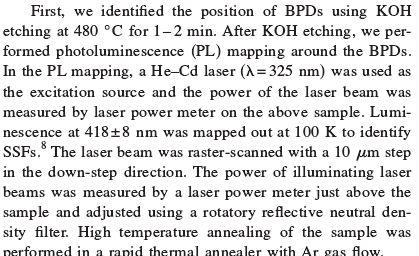 First, we identified the position of BPDs using KOH
etching at 480 °C for 1–2 min. After KOH etching, we per-
formed photoluminescence (PL) mapping around the BPDs.
In the PL mapping, a He–Cd laser (λ=325 nm) was used as
the excitation source and the power of the laser beam was
measured by laser power meter on the above sample. Lumi-
nescence at 418±8 nm was mapped out at 100 K to identify
SSFs.⁸ The laser beam was raster-scanned with a 10 μm step
in the down-step direction. The power of illuminating laser
beams was measured by a laser power meter just above the
sample and adjusted using a rotatory reflective neutral den-
sity filter. High temperature annealing of the sample was
performed in a rapid thermal annealer with Ar gas flow.